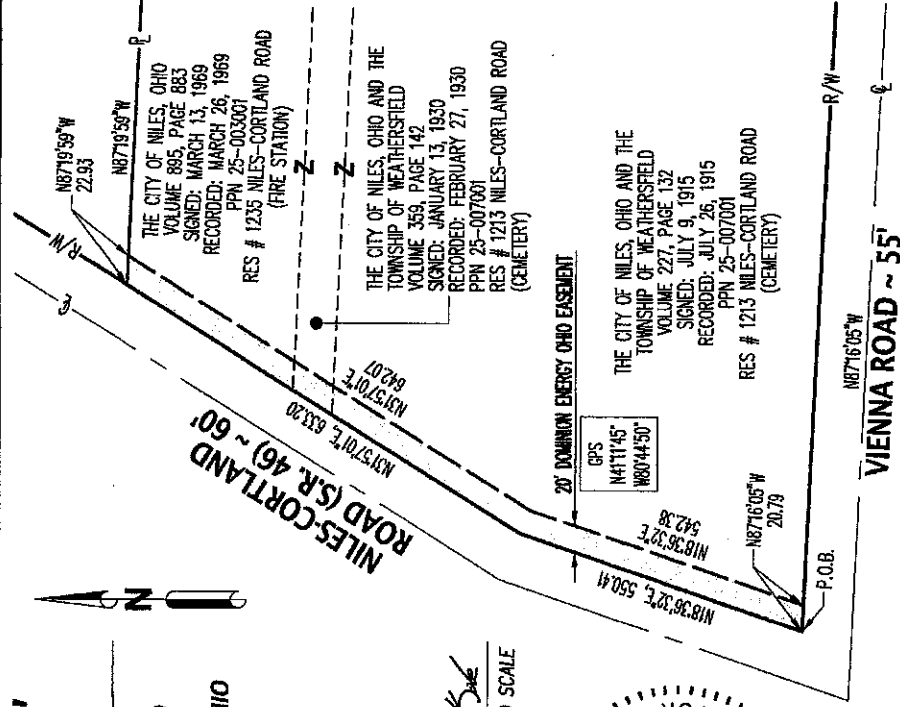 N87°19'59"W
22.93
N87°19'59"W
PL
R/W
CL
THE CITY OF NILES, OHIO
VOLUME 895, PAGE 883
SIGNED: MARCH 13, 1969
RECORDED: MARCH 26, 1969
PPN 25-003001
RES # 1235 NILES-CORTLAND ROAD
(FIRE STATION)
Z
Z
THE CITY OF NILES, OHIO AND THE
TOWNSHIP OF WEATHERSFIELD
VOLUME 359, PAGE 142
SIGNED: JANUARY 13, 1930
RECORDED: FEBRUARY 27, 1930
PPN 25-007001
RES # 1213 NILES-CORTLAND ROAD
(CEMETERY)
N31°57'01"E
642.07
N31°57'01"E, 633.20
NILES-CORTLAND
ROAD (S.R. 46) ~ 60'
20' DOMINION ENERGY OHIO EASEMENT
GPS
N41°11'45"
W80°44'50"
THE CITY OF NILES, OHIO AND THE
TOWNSHIP OF WEATHERSFIELD
VOLUME 227, PAGE 132
SIGNED: JULY 9, 1915
RECORDED: JULY 26, 1915
PPN 25-007001
RES # 1213 NILES-CORTLAND ROAD
(CEMETERY)
N
N18°36'32"E
542.38
N18°36'32"E, 550.41
N87°16'05"W
20.79
P.O.B.
R/W
N87°16'05"W
CL
VIENNA ROAD ~ 55'
SCALE